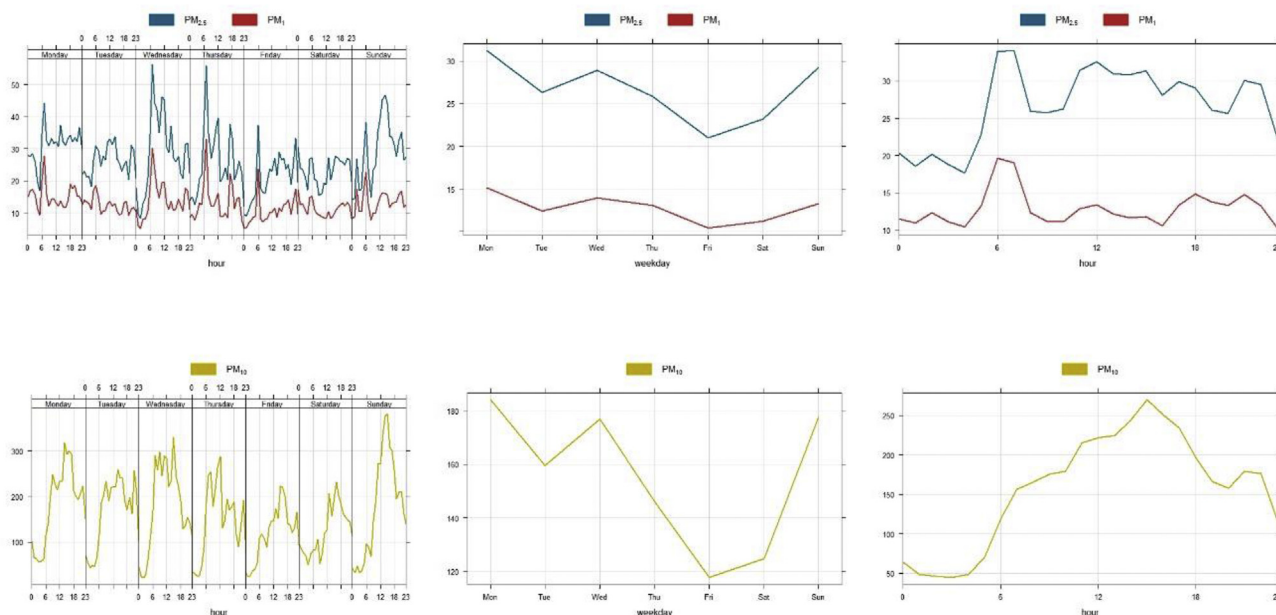 PM2.5 PM1
0 6 12 18 23 0 6 12 18 23 0 6 12 18 23
Monday Tuesday Wednesday Thursday Friday Saturday Sunday
50
40
30
20
10
0 6 12 18 23 0 6 12 18 23 0 6 12 18 23 0 6 12 18 23
hour
PM2.5 PM1
30
25
20
15
Mon Tue Wed Thu Fri Sat Sun
weekday
PM2.5 PM1
30
25
20
15
10
0 6 12 18
hour
PM10
0 6 12 18 23 0 6 12 18 23 0 6 12 18 23
Monday Tuesday Wednesday Thursday Friday Saturday Sunday
300
200
100
0 6 12 18 23 0 6 12 18 23 0 6 12 18 23 0 6 12 18 23
hour
PM10
180
160
140
120
Mon Tue Wed Thu Fri Sat Sun
weekday
PM10
250
200
150
100
50
0 6 12 18
hour